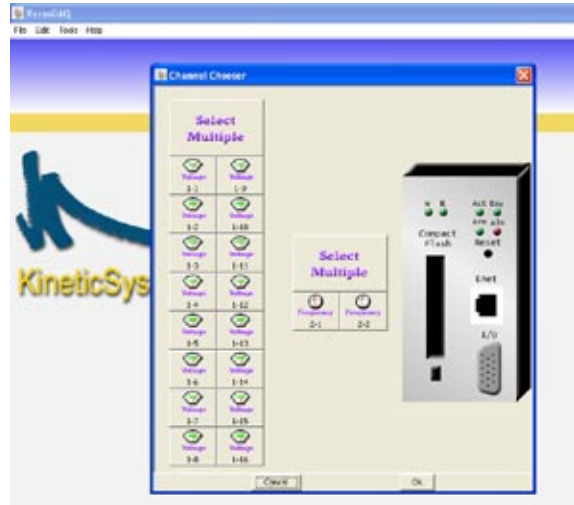 File Edit Tools Help
Channel Chooser
Select
Multiple
Voltage Voltage
1-1 1-9
Voltage Voltage
1-2 1-10
Voltage Voltage
1-3 1-11
Voltage Voltage
1-4 1-12
Voltage Voltage
1-5 1-13
Voltage Voltage
1-6 1-14
Voltage Voltage
1-7 1-15
Voltage Voltage
1-8 1-16
Select
Multiple
Frequency Frequency
2-1 2-2
KineticSys
Act
Compact
Flash
Reset
Enet
I/O
Cancel OK